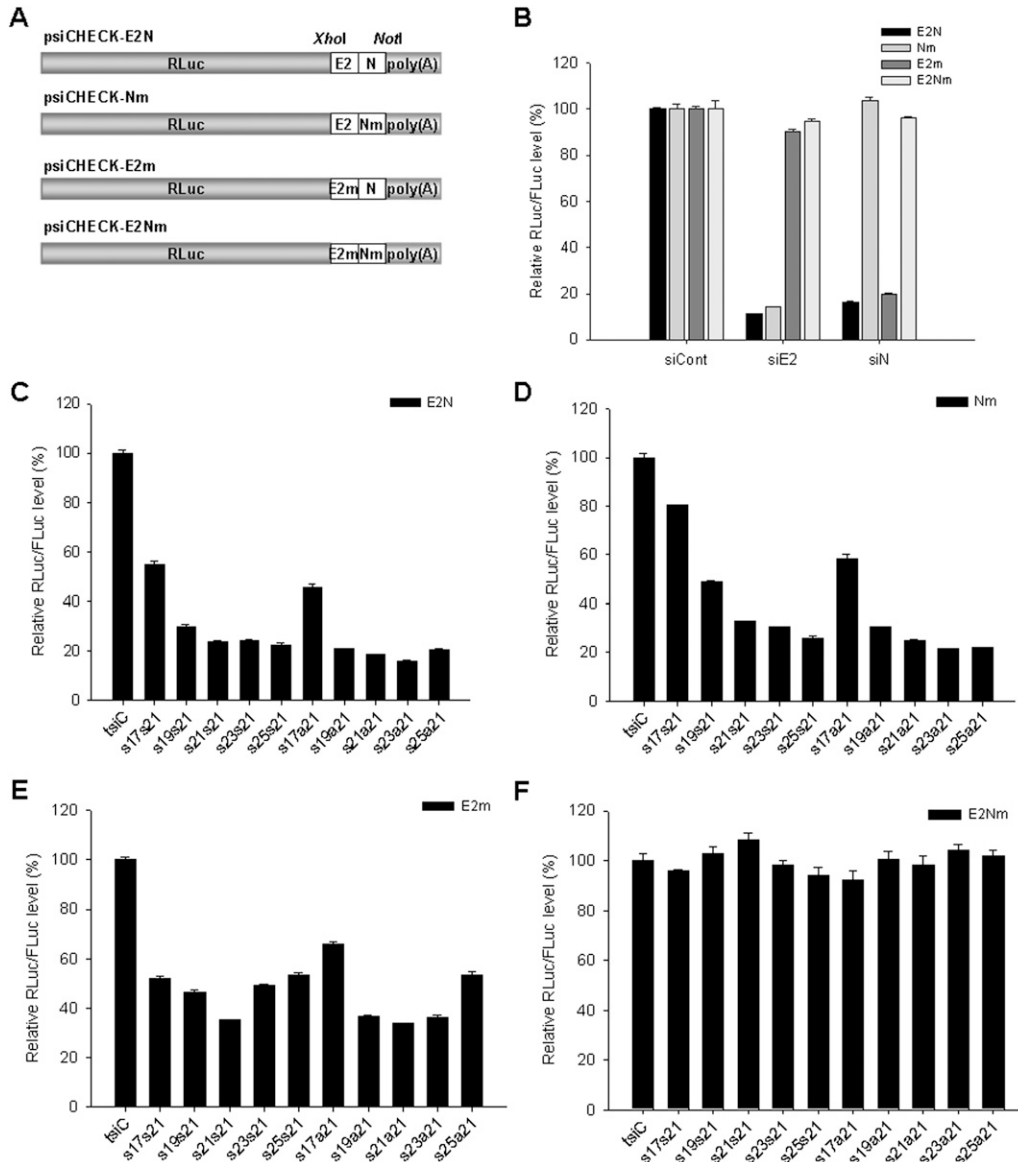 A
psiCHECK-E2N
XhoI NotI
RLuc E2 N poly(A)
psiCHECK-Nm
RLuc E2 Nm poly(A)
psiCHECK-E2m
RLuc E2m N poly(A)
psiCHECK-E2Nm
RLuc E2m Nm poly(A)
B
E2N
Nm
E2m
E2Nm
Relative RLuc/FLuc level (%)
120
100
80
60
40
20
0
siCont siE2 siN
C
E2N
Relative RLuc/FLuc level (%)
120
100
80
60
40
20
0
tsiC s17s21 s19s21 s21s21 s23s21 s25s21 s17a21 s19a21 s21a21 s23a21 s25a21
D
Nm
Relative RLuc/FLuc level (%)
120
100
80
60
40
20
0
tsiC s17s21 s19s21 s21s21 s23s21 s25s21 s17a21 s19a21 s21a21 s23a21 s25a21
E
E2m
Relative RLuc/FLuc level (%)
120
100
80
60
40
20
0
tsiC s17s21 s19s21 s21s21 s23s21 s25s21 s17a21 s19a21 s21a21 s23a21 s25a21
F
E2Nm
Relative RLuc/FLuc level (%)
120
100
80
60
40
20
0
tsiC s17s21 s19s21 s21s21 s23s21 s25s21 s17a21 s19a21 s21a21 s23a21 s25a21